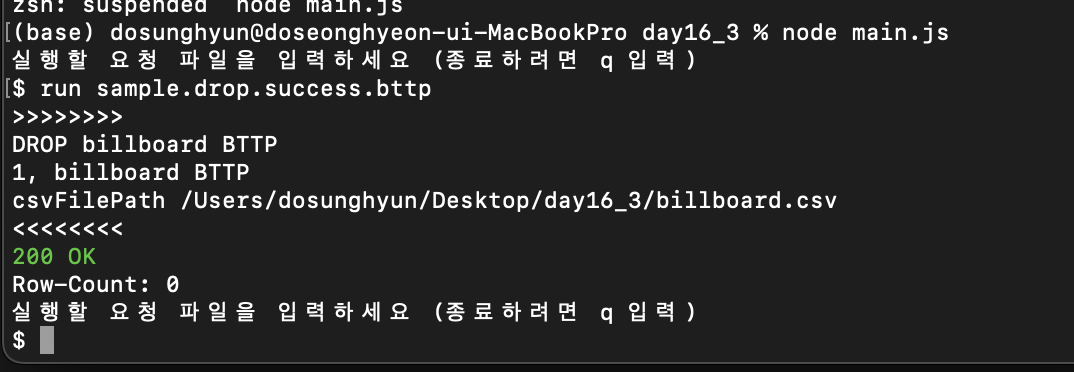 zsh: suspended  node main.js
(base) dosunghyun@doseonghyeon-ui-MacBookPro day16_3 % node main.js
실행할 요청 파일을 입력하세요 (종료하려면 q 입력)
$ run sample.drop.success.bttp
>>>>>>>>
DROP billboard BTTP
1, billboard BTTP
csvFilePath /Users/dosunghyun/Desktop/day16_3/billboard.csv
<<<<<<<<
200 OK
Row-Count: 0
실행할 요청 파일을 입력하세요 (종료하려면 q 입력)
$